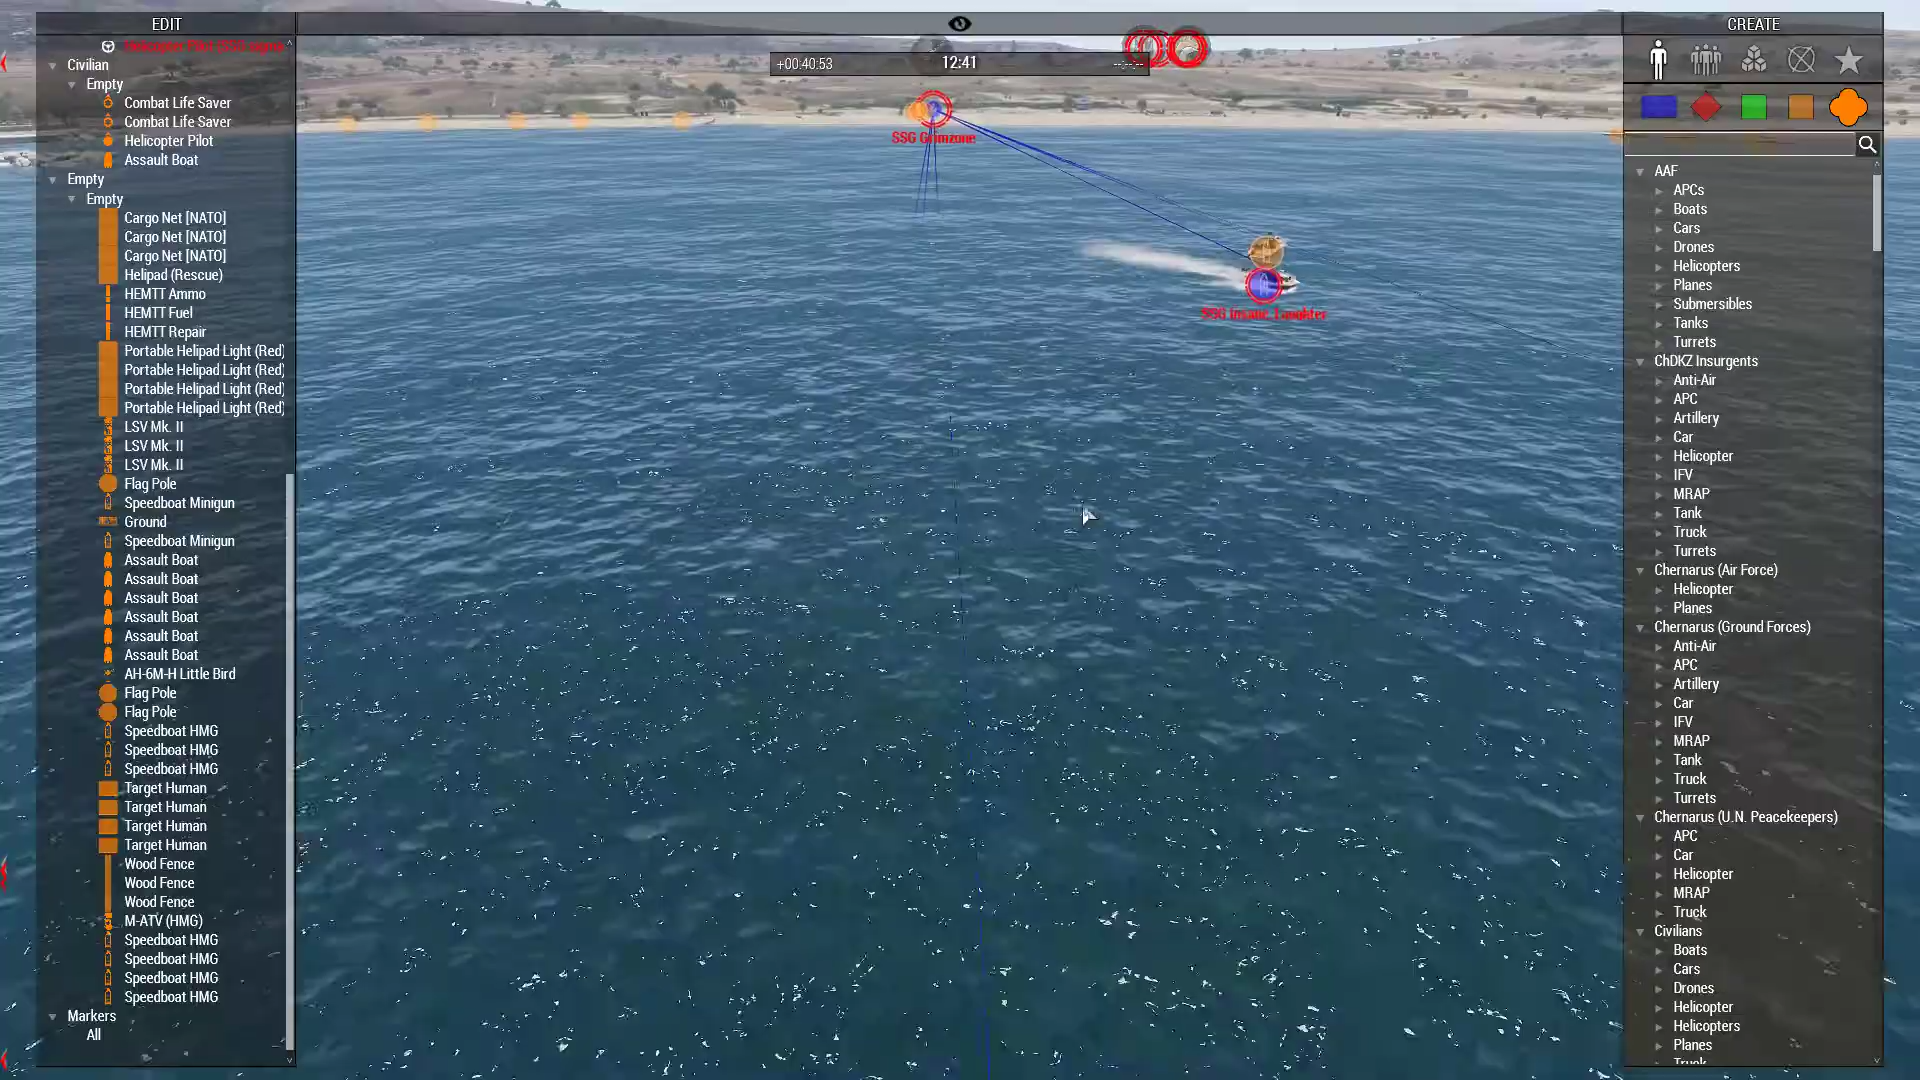 EDIT
Helicopter Pilot (SSG
Civilian
Empty
Combat Life Saver
Combat Life Saver
Helicopter Pilot
Assault Boat
Empty
Empty
Cargo Net [NATO]
Cargo Net [NATO]
Cargo Net [NATO]
Helipad (Rescue)
HEMTT Ammo
HEMTT Fuel
HEMTT Repair
Portable Helipad Light (Red)
Portable Helipad Light (Red)
Portable Helipad Light (Red)
Portable Helipad Light (Red)
LSV Mk. II
LSV Mk. II
LSV Mk. II
Flag Pole
Speedboat Minigun
Ground
Speedboat Minigun
Assault Boat
Assault Boat
Assault Boat
Assault Boat
Assault Boat
Assault Boat
AH-6M-H Little Bird
Flag Pole
Flag Pole
Speedboat HMG
Speedboat HMG
Speedboat HMG
Target Human
Target Human
Target Human
Target Human
Wood Fence
Wood Fence
Wood Fence
M-ATV (HMG)
Speedboat HMG
Speedboat HMG
Speedboat HMG
Speedboat HMG
Markers
All
+00:40:53
12:41
--:--:--
SSG Grimzone
SSG Insane_Laughter
CREATE
AAF
APCs
Boats
Cars
Drones
Helicopters
Planes
Submersibles
Tanks
Turrets
ChDKZ Insurgents
Anti-Air
APC
Artillery
Car
Helicopter
IFV
MRAP
Tank
Truck
Turrets
Chernarus (Air Force)
Helicopter
Planes
Chernarus (Ground Forces)
Anti-Air
APC
Artillery
Car
IFV
MRAP
Tank
Truck
Turrets
Chernarus (U.N. Peacekeepers)
APC
Car
Helicopter
MRAP
Truck
Civilians
Boats
Cars
Drones
Helicopter
Helicopters
Planes
Truck